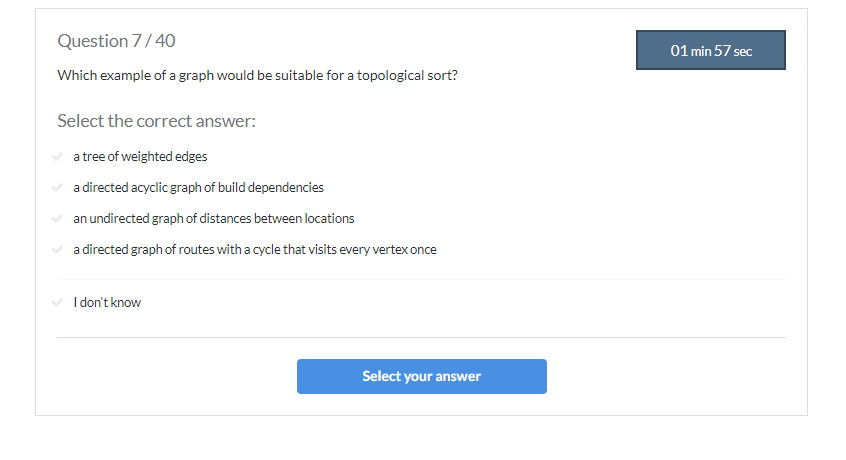 Question 7 / 40
01 min 57 sec
Which example of a graph would be suitable for a topological sort?
Select the correct answer:
a tree of weighted edges
a directed acyclic graph of build dependencies
an undirected graph of distances between locations
a directed graph of routes with a cycle that visits every vertex once
I don't know
Select your answer